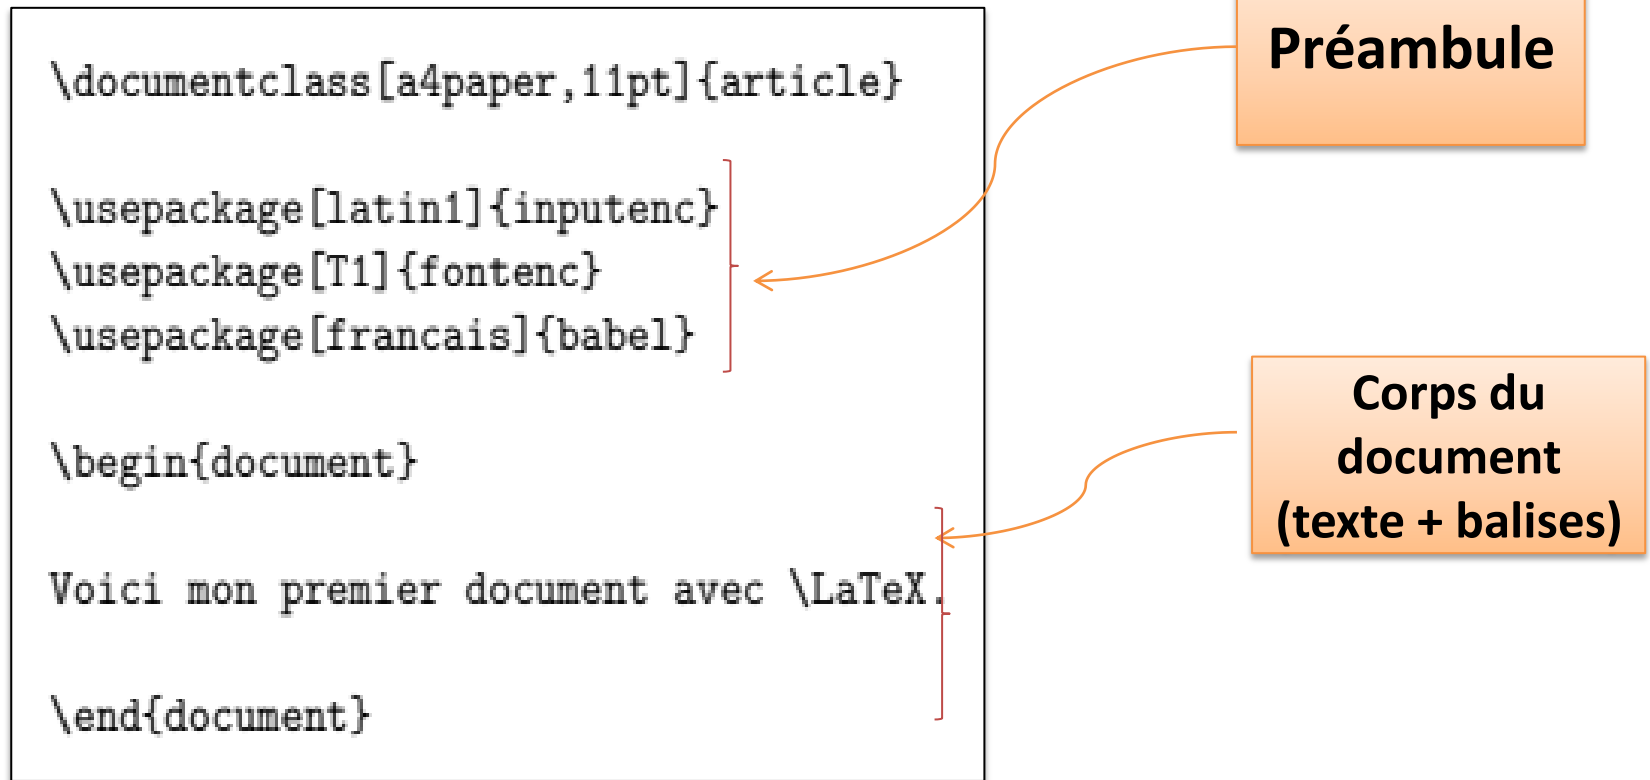 \documentclass[a4paper,11pt]{article}
\usepackage[latin1]{inputenc}
\usepackage[T1]{fontenc}
\usepackage[francais]{babel}
\begin{document}
Voici mon premier document avec \LaTeX.
\end{document}
Préambule
Corps du
document
(texte + balises)